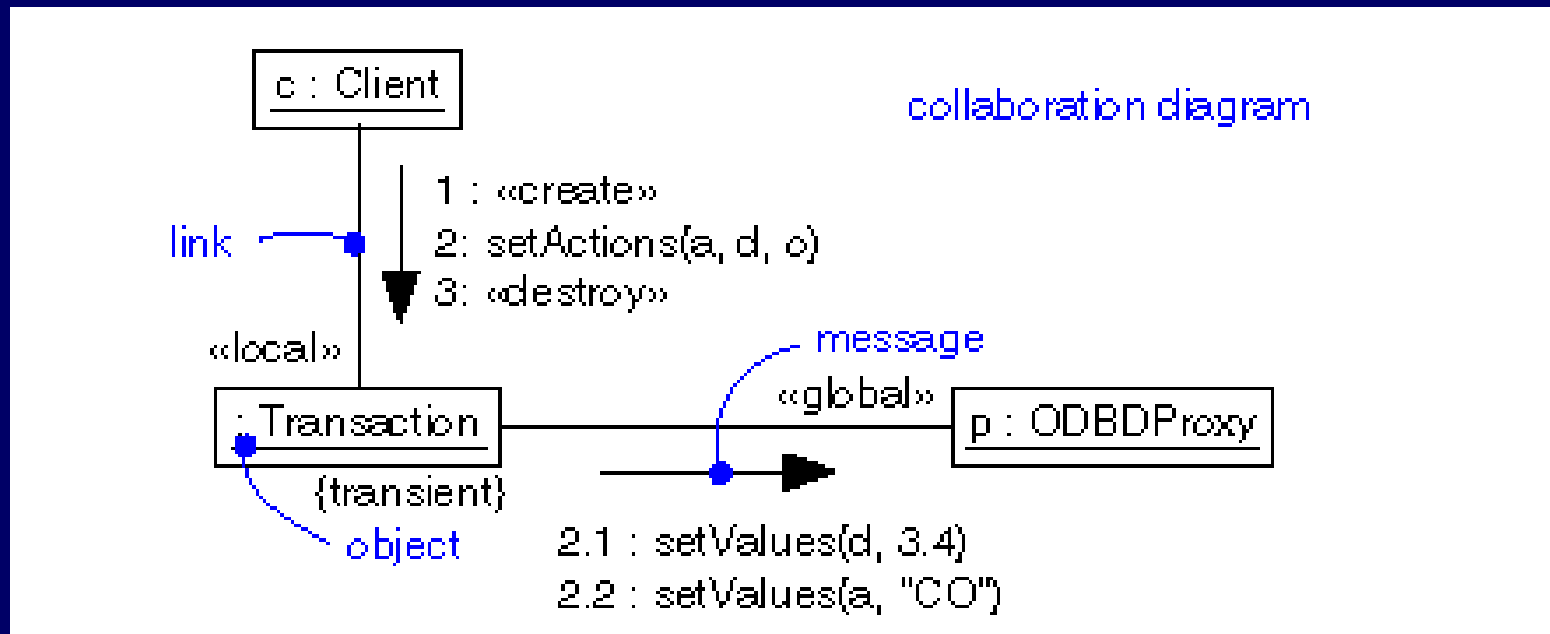 c : Client
collaboration diagram
1 : «create»
link
2: setActions(a, d, o)
3: «destroy»
«local»
message
«global»
: Transaction
p : ODBDProxy
{transient}
object
2.1 : setValues(d, 3.4)
2.2 : setValues(a, "CO")